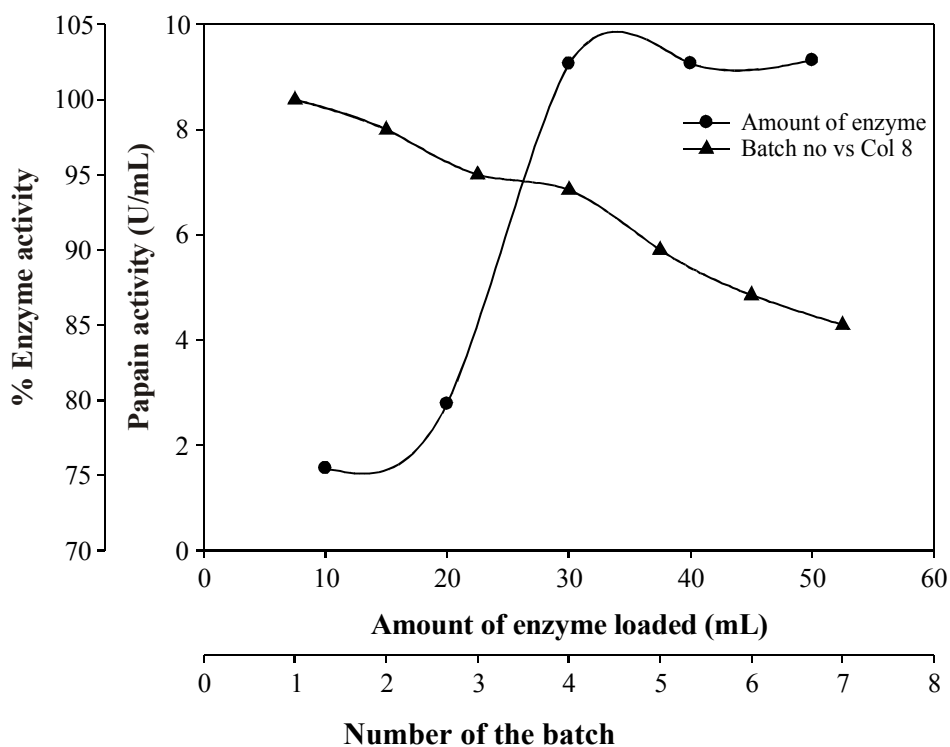 % Enzyme activity
105
100
95
90
85
80
75
70
Papain activity (U/mL)
10
8
6
4
2
0
Amount of enzyme
Batch no vs Col 8
0 10 20 30 40 50 60
Amount of enzyme loaded (mL)
0 1 2 3 4 5 6 7 8
Number of the batch